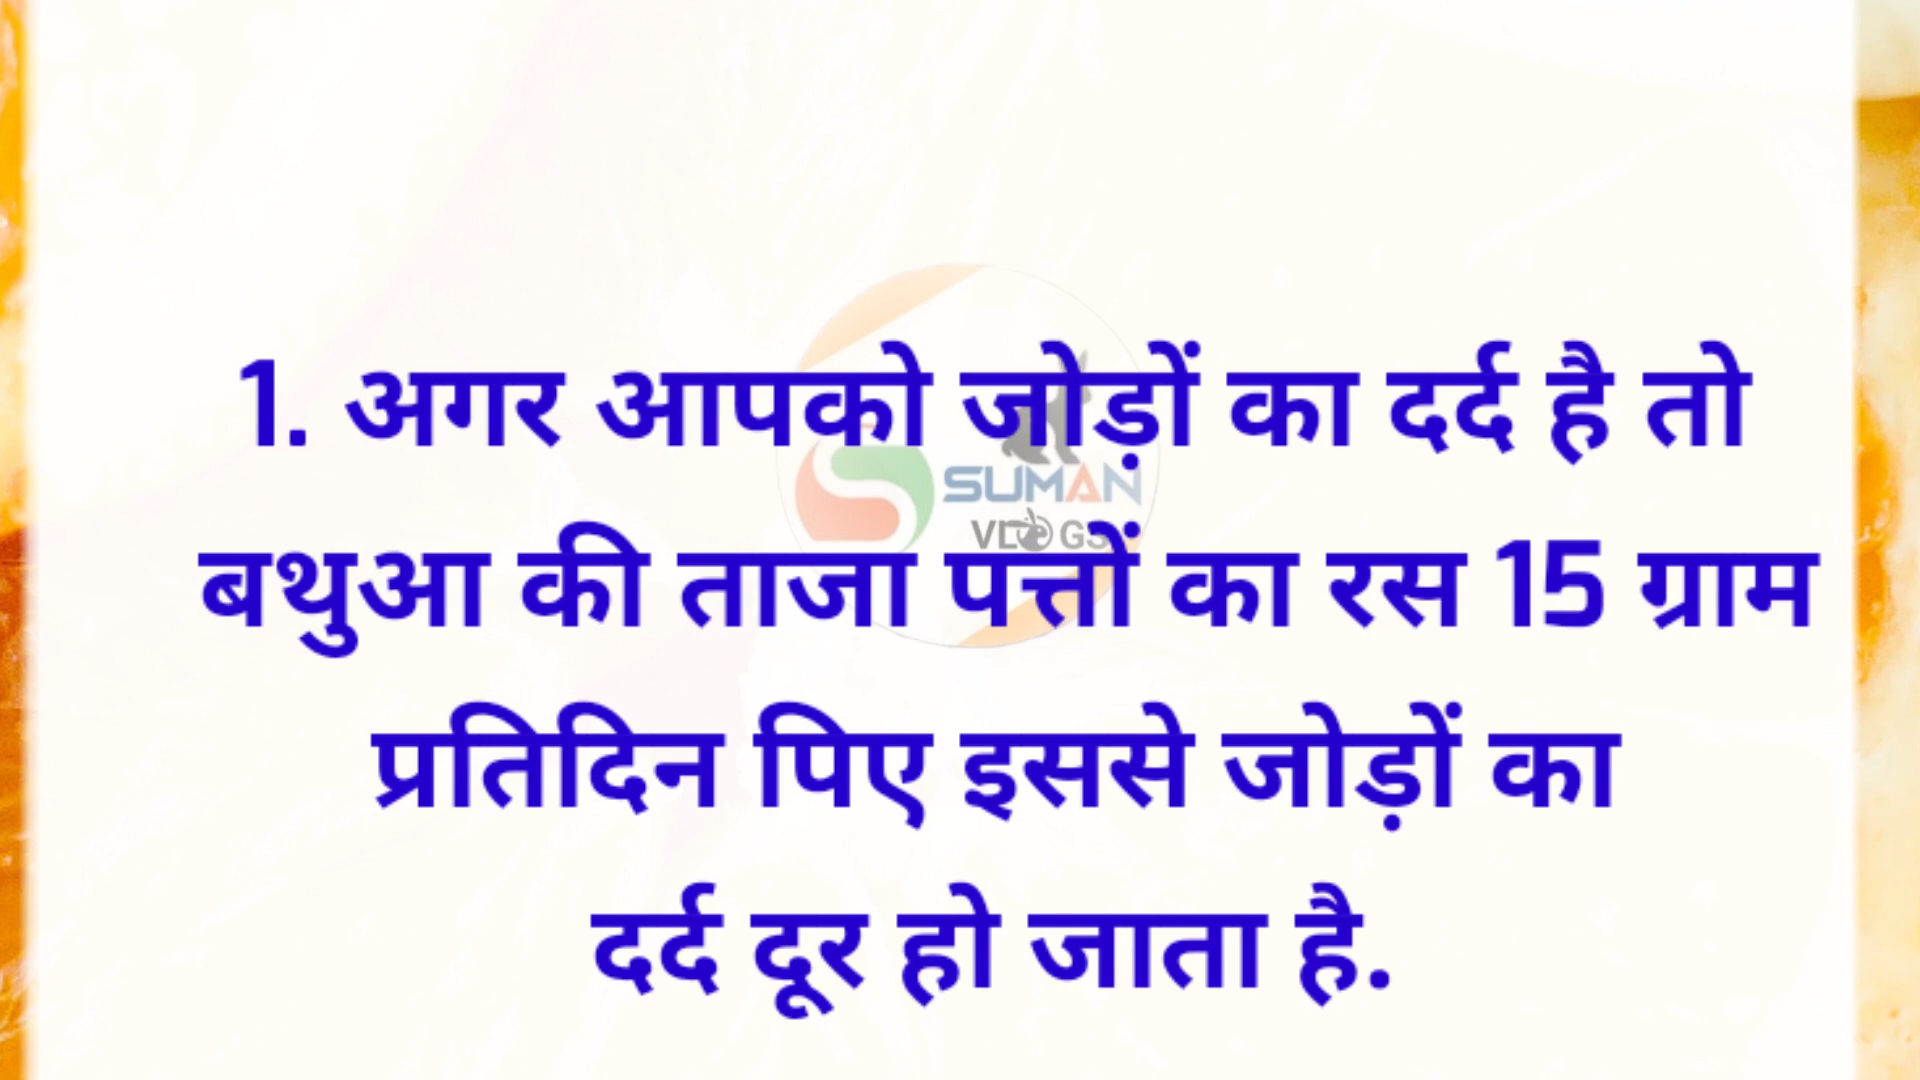 1. अगर आपको जोड़ों का दर्द है तो
SUMAN
VLOGS
बथुआ की ताजा पत्तों का रस 15 ग्राम
प्रतिदिन पिए इससे जोड़ों का
दर्द दूर हो जाता है.